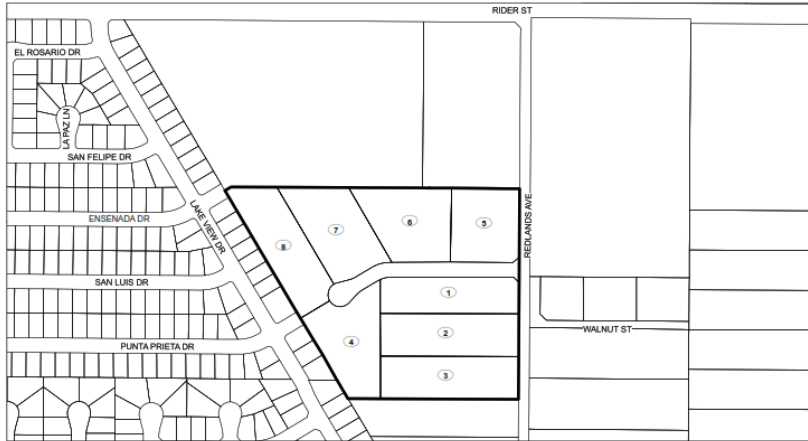 RIDER ST
EL ROSARIO DR
LA PAZ LN
SAN FELIPE DR
LAKE VIEW DR
ENSENADA DR
REDLANDS AVE
5
6
7
8
SAN LUIS DR
1
WALNUT ST
2
4
PUNTA PRIETA DR
3